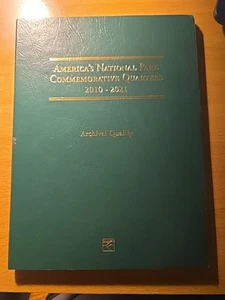 AMERICA'S NATIONAL PARK
COMMEMORATIVE QUARTERS
2010 - 2021
Archival Quality